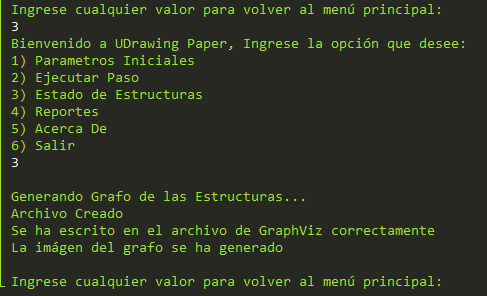 Ingrese cualquier valor para volver al menú principal:
3
Bienvenido a UDrawing Paper, Ingrese la opción que desee:
1) Parametros Iniciales
2) Ejecutar Paso
3) Estado de Estructuras
4) Reportes
5) Acerca De
6) Salir
3
Generando Grafo de las Estructuras...
Archivo Creado
Se ha escrito en el archivo de GraphViz correctamente
La imágen del grafo se ha generado
Ingrese cualquier valor para volver al menú principal: